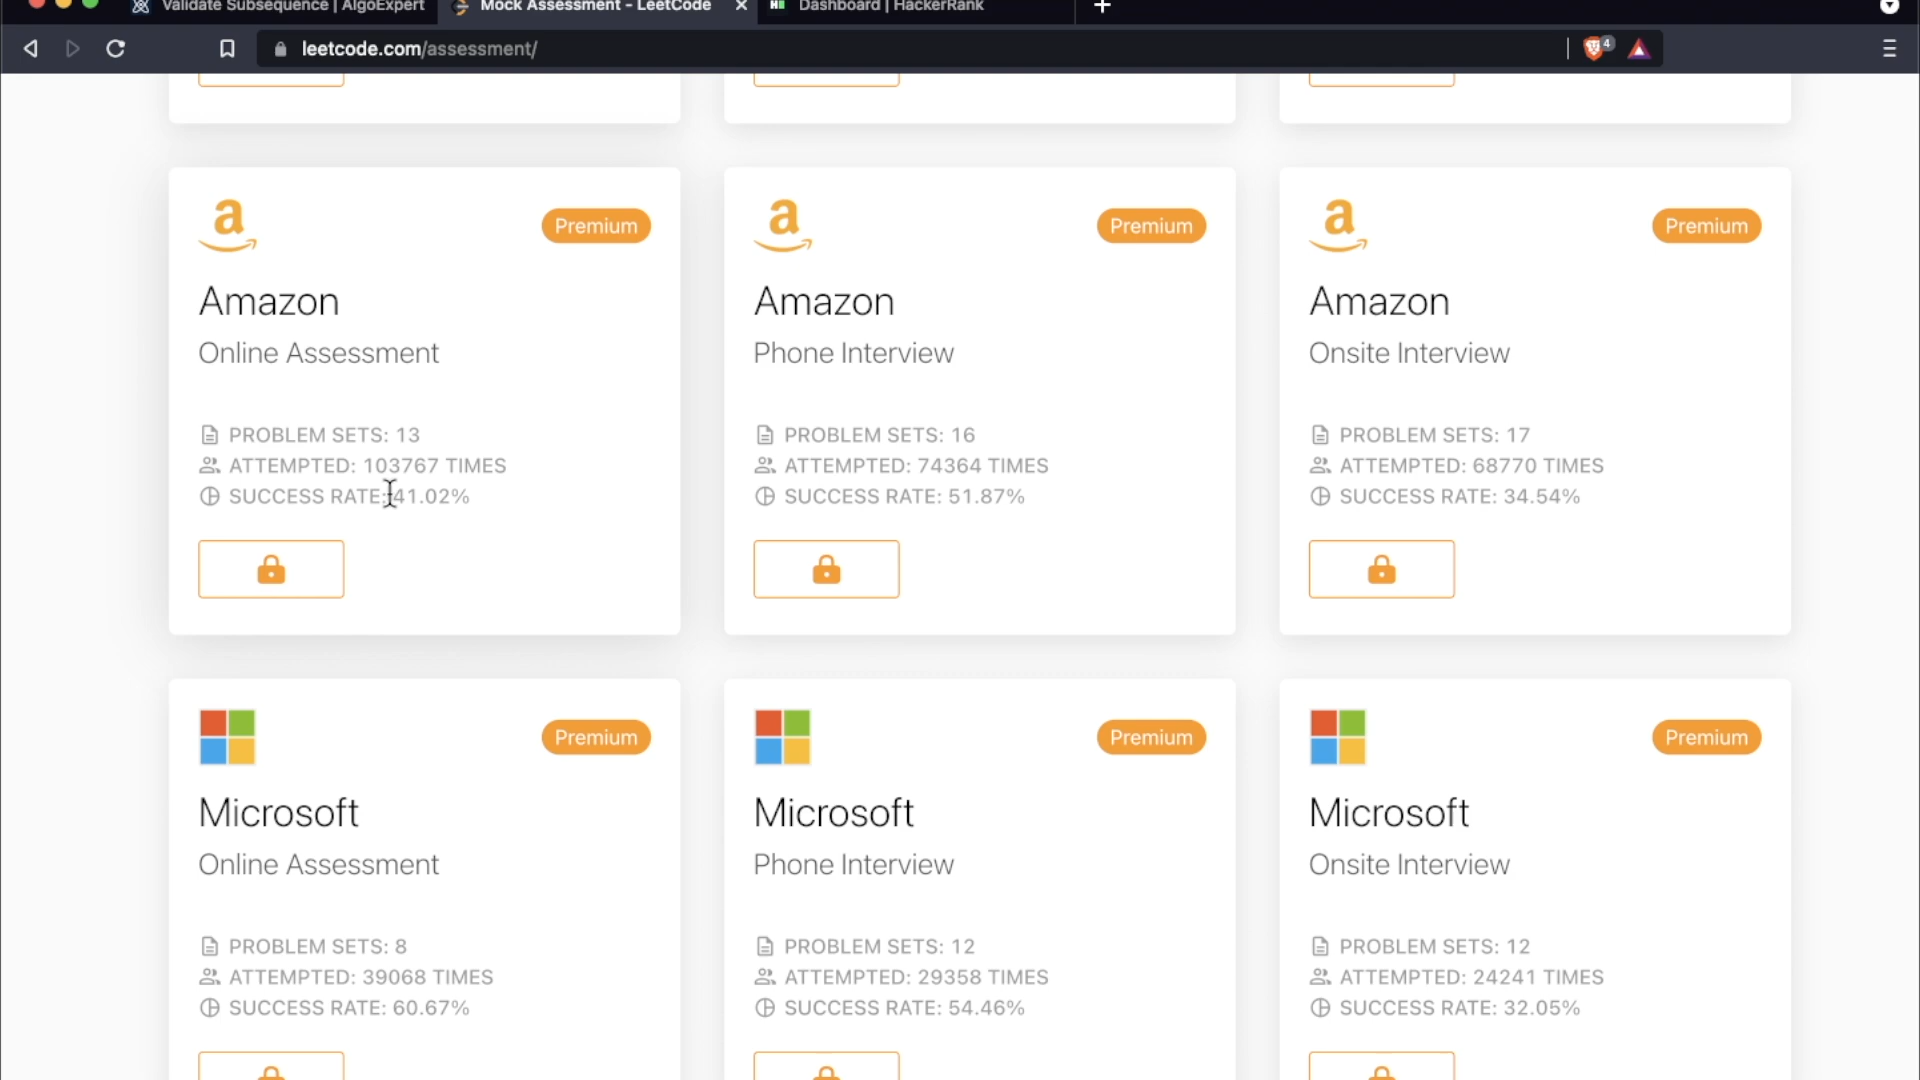 Validate Subsequence | AlgoExpert
Mock Assessment - LeetCode
Dashboard | HackerRank
leetcode.com/assessment/
4
Premium
Premium
Premium
Amazon
Amazon
Amazon
Online Assessment
Phone Interview
Onsite Interview
PROBLEM SETS: 13
PROBLEM SETS: 16
PROBLEM SETS: 17
ATTEMPTED: 103767 TIMES
ATTEMPTED: 74364 TIMES
ATTEMPTED: 68770 TIMES
SUCCESS RATE: 41.02%
SUCCESS RATE: 51.87%
SUCCESS RATE: 34.54%
Premium
Premium
Premium
Microsoft
Microsoft
Microsoft
Online Assessment
Phone Interview
Onsite Interview
PROBLEM SETS: 8
PROBLEM SETS: 12
PROBLEM SETS: 12
ATTEMPTED: 39068 TIMES
ATTEMPTED: 29358 TIMES
ATTEMPTED: 24241 TIMES
SUCCESS RATE: 60.67%
SUCCESS RATE: 54.46%
SUCCESS RATE: 32.05%